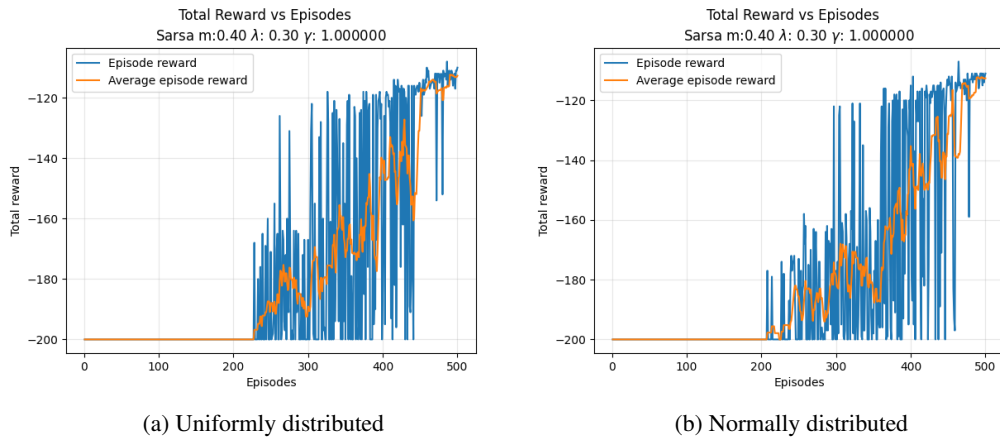 Total Reward vs Episodes
Sarsa m:0.40 λ: 0.30 γ: 1.000000
Episode reward
Average episode reward
−120
−140
−160
−180
−200
Total reward
0 100 200 300 400 500
Episodes
(a) Uniformly distributed
Total Reward vs Episodes
Sarsa m:0.40 λ: 0.30 γ: 1.000000
Episode reward
Average episode reward
−120
−140
−160
−180
−200
Total reward
0 100 200 300 400 500
Episodes
(b) Normally distributed